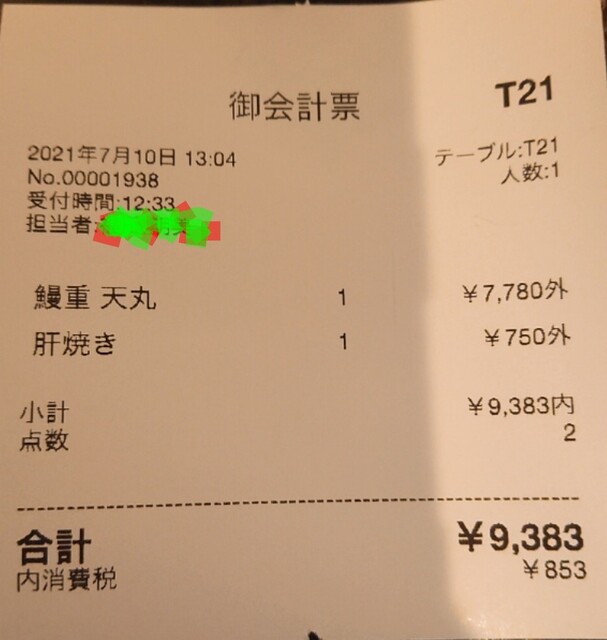 御会計票 T21
2021年7月10日 13:04 テーブル:T21
No.00001938 人数:1
受付時間:12:33
担当者:
鰻重 天丸 1 ¥7,780外
肝焼き 1 ¥750外
小計 ¥9,383内
点数 2
合計 ¥9,383
内消費税 ¥853